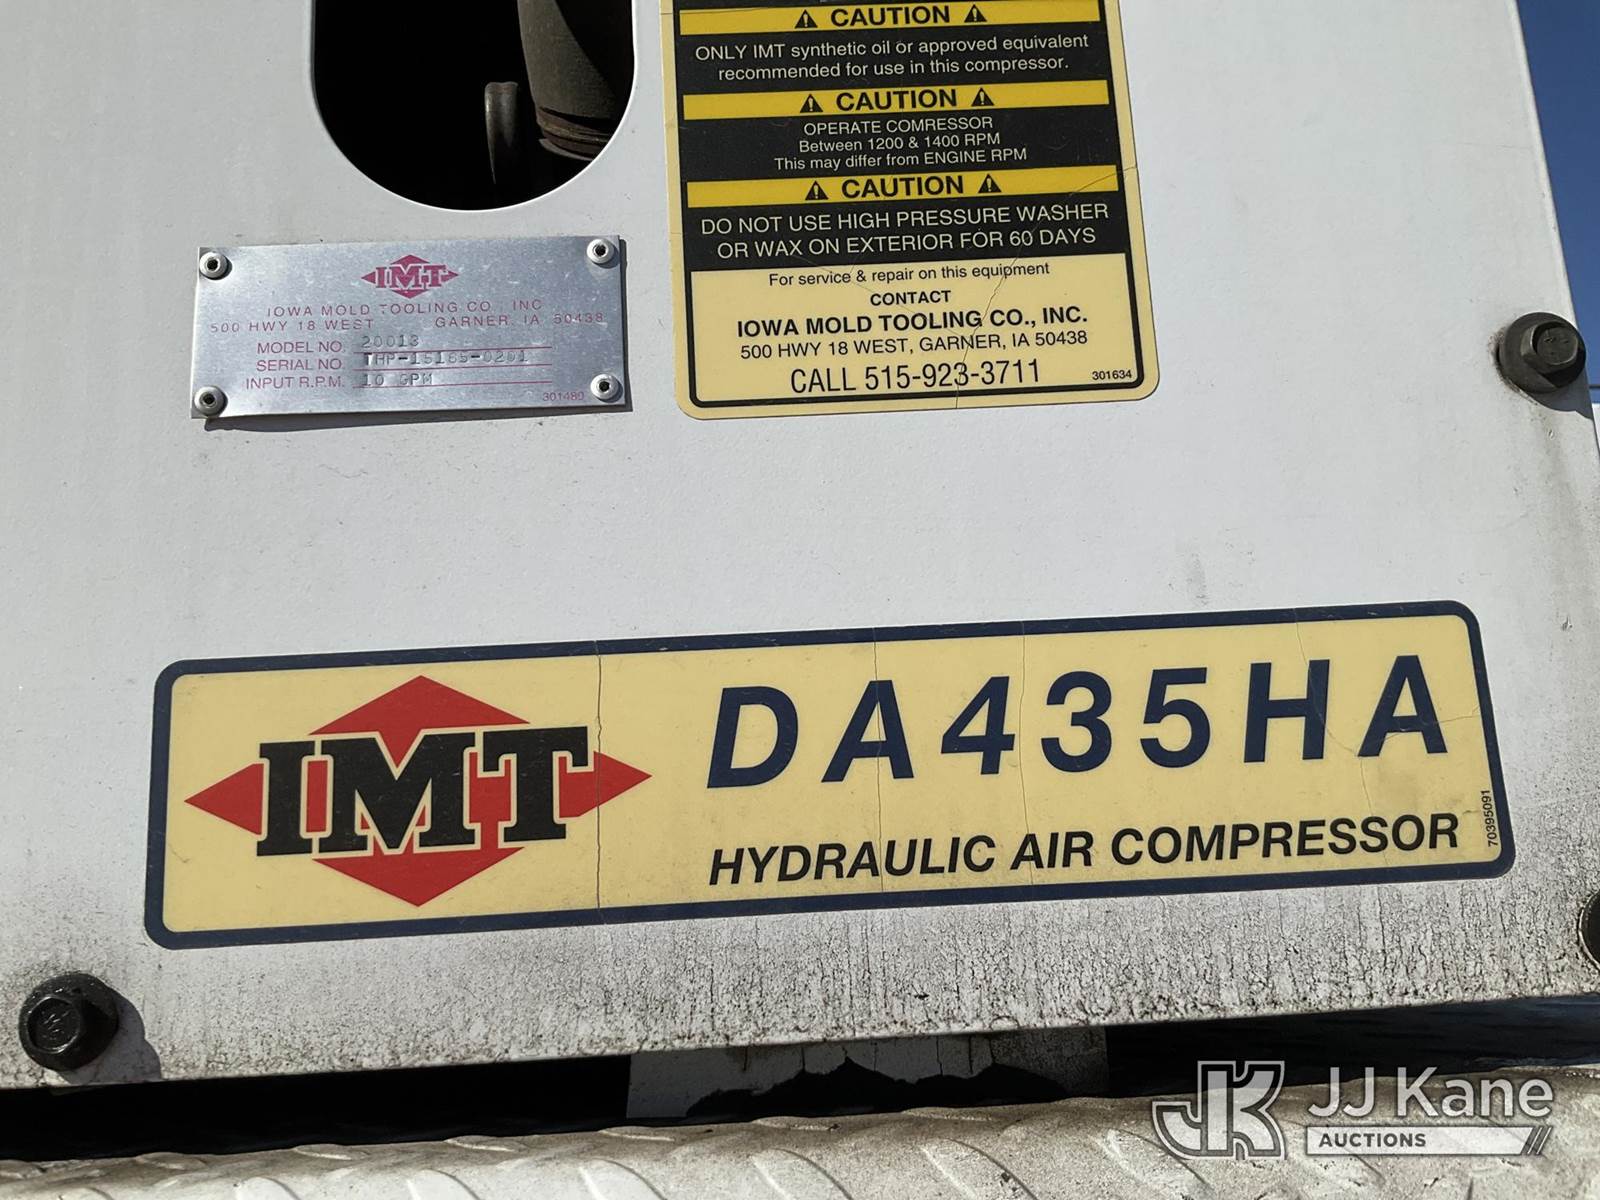 CAUTION
ONLY IMT synthetic oil or approved equivalent
recommended for use in this compressor.
CAUTION
OPERATE COMRESSOR
Between 1200 & 1400 RPM
This may differ from ENGINE RPM
CAUTION
DO NOT USE HIGH PRESSURE WASHER
OR WAX ON EXTERIOR FOR 60 DAYS
For service & repair on this equipment
CONTACT
IOWA MOLD TOOLING CO., INC.
500 HWY 18 WEST, GARNER, IA 50438
CALL 515-923-3711
301634
IMT
IOWA MOLD TOOLING CO., INC
500 HWY 18 WEST GARNER, IA 50438
MODEL NO. 20013
SERIAL NO. THP-15185-0201
INPUT R.P.M. 10 GPM
301480
IMT
DA435HA
HYDRAULIC AIR COMPRESSOR
70395091
JK JJ Kane
AUCTIONS